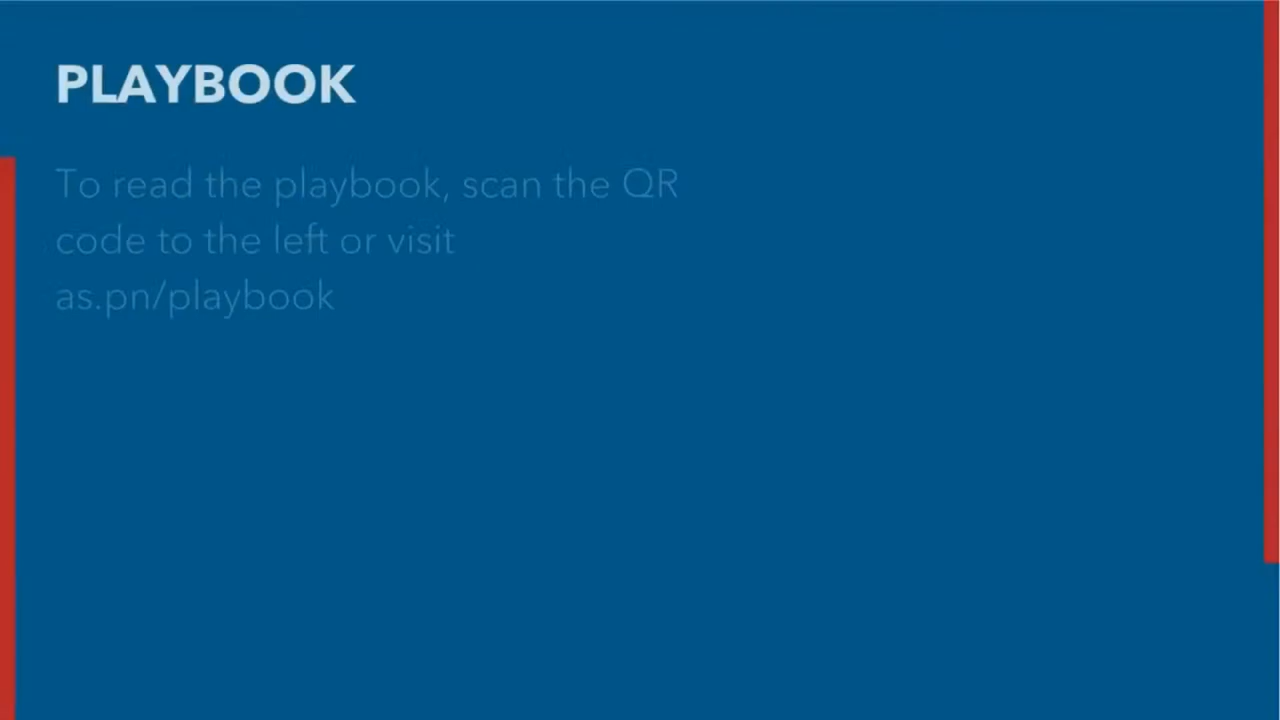 PLAYBOOK
To read the playbook, scan the QR
code to the left or visit
as.pn/playbook